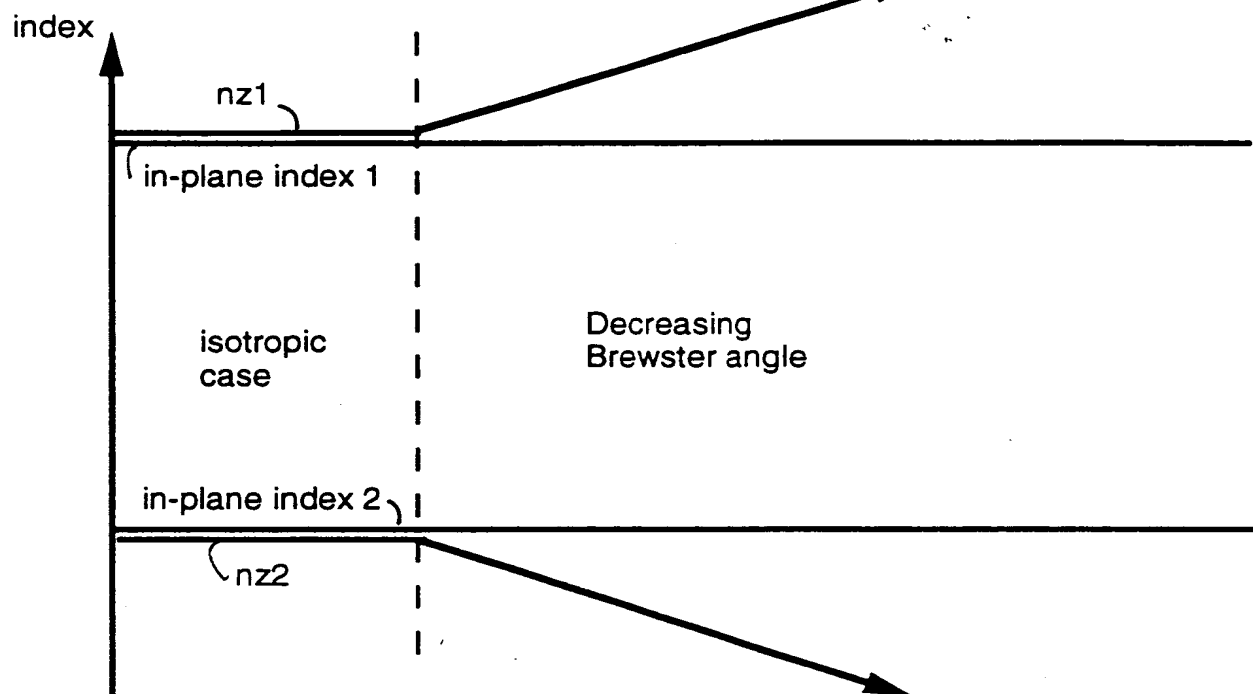 index
nz1
in-plane index 1
isotropic
case
Decreasing
Brewster angle
in-plane index 2
nz2